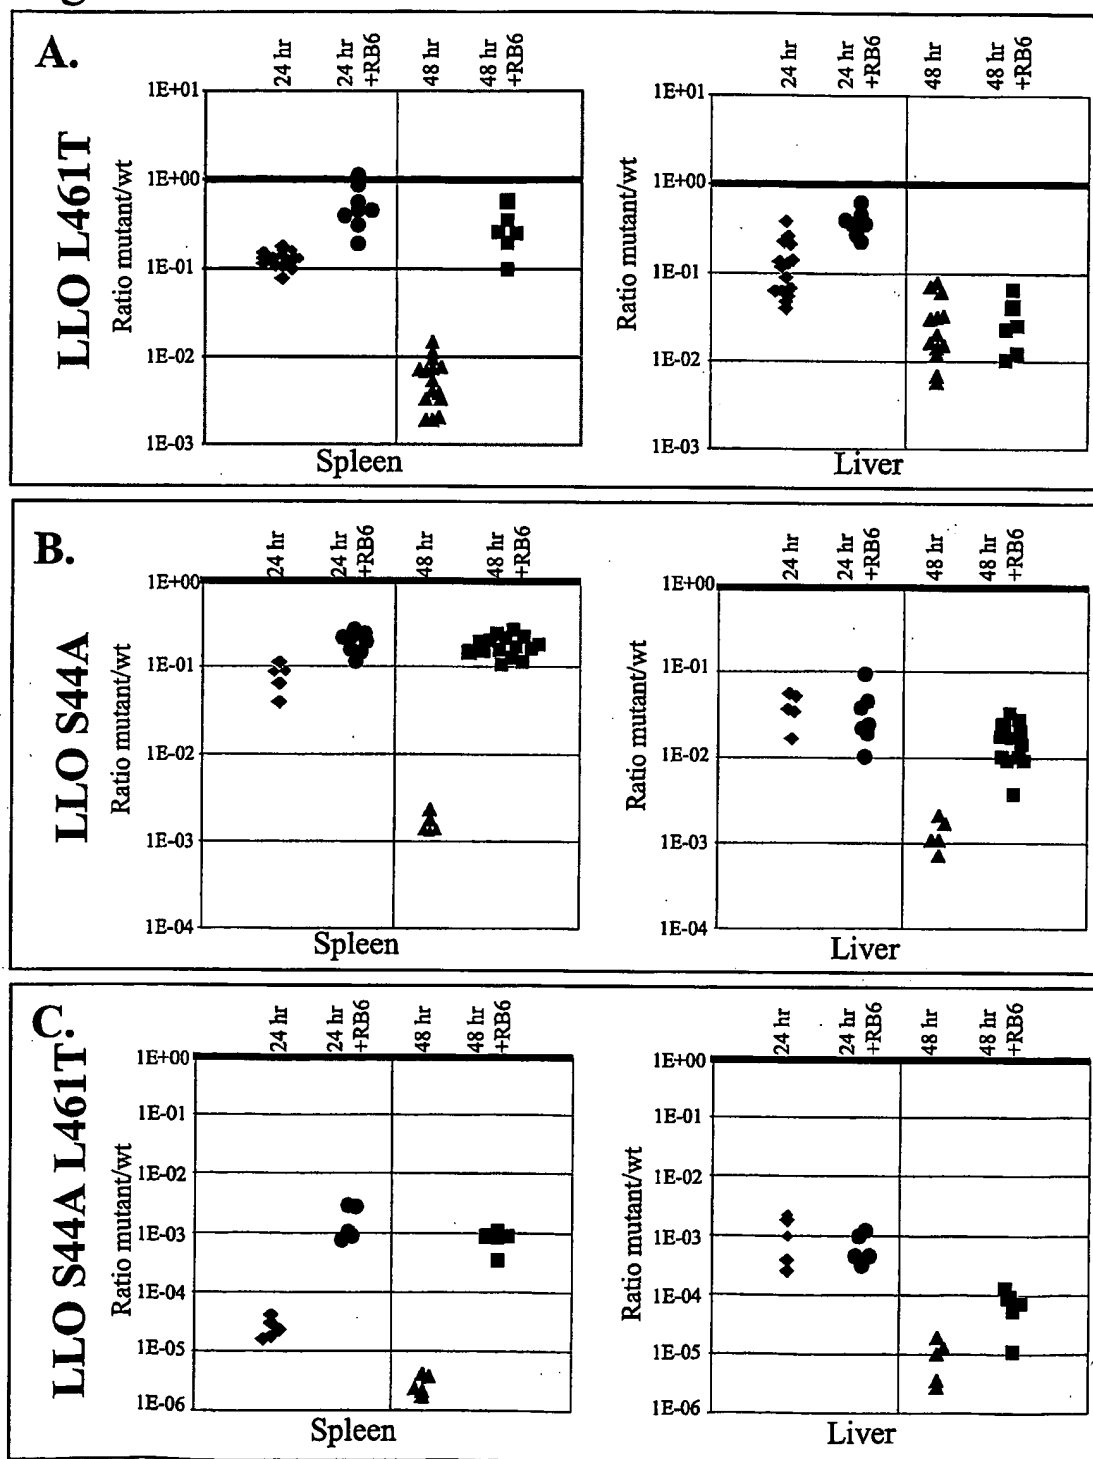 A.
LLO L461T
24 hr
24 hr
+RB6
48 hr
48 hr
+RB6
Ratio mutant/wt
1E+01
1E+00
1E-01
1E-02
1E-03
Spleen
24 hr
24 hr
+RB6
48 hr
48 hr
+RB6
Ratio mutant/wt
1E+01
1E+00
1E-01
1E-02
1E-03
Liver
B.
LLO S44A
24 hr
24 hr
+RB6
48 hr
48 hr
+RB6
Ratio mutant/wt
1E+00
1E-01
1E-02
1E-03
1E-04
Spleen
24 hr
24 hr
+RB6
48 hr
48 hr
+RB6
Ratio mutant/wt
1E+00
1E-01
1E-02
1E-03
1E-04
Liver
C.
LLO S44A L461T
24 hr
24 hr
+RB6
48 hr
48 hr
+RB6
Ratio mutant/wt
1E+00
1E-01
1E-02
1E-03
1E-04
1E-05
1E-06
Spleen
24 hr
24 hr
+RB6
48 hr
48 hr
+RB6
Ratio mutant/wt
1E+00
1E-01
1E-02
1E-03
1E-04
1E-05
1E-06
Liver